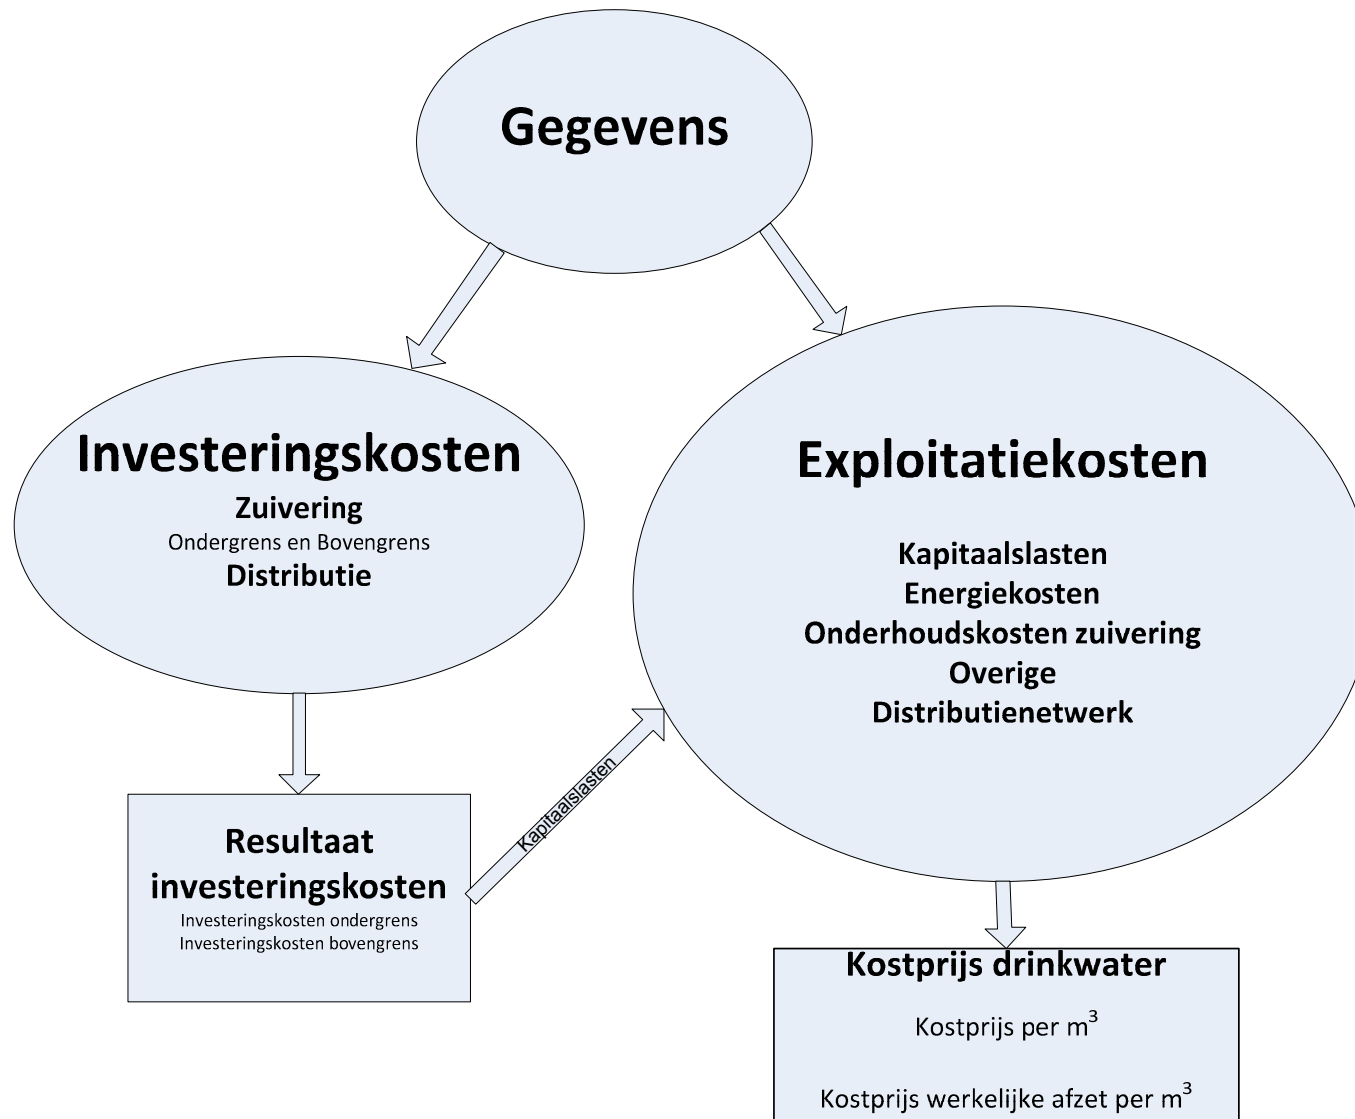 Gegevens
Investeringskosten
Zuivering
Ondergrens en Bovengrens
Distributie
Exploitatiekosten
Kapitaalslasten
Energiekosten
Onderhoudskosten zuivering
Overige
Distributienetwerk
Kapitaalslasten
Resultaat
investeringskosten
Investeringskosten ondergrens
Investeringskosten bovengrens
Kostprijs drinkwater
Kostprijs per m³
Kostprijs werkelijke afzet per m³